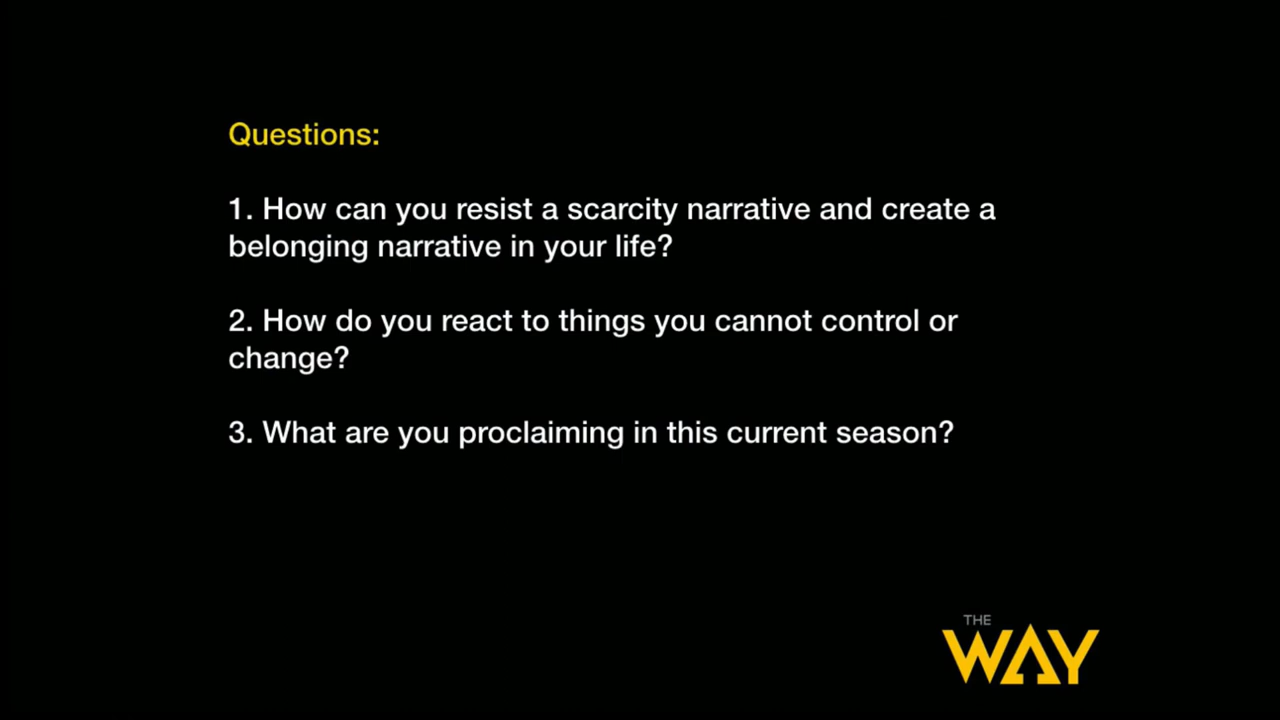 Questions:
1. How can you resist a scarcity narrative and create a
belonging narrative in your life?
2. How do you react to things you cannot control or
change?
3. What are you proclaiming in this current season?
THE
WAY